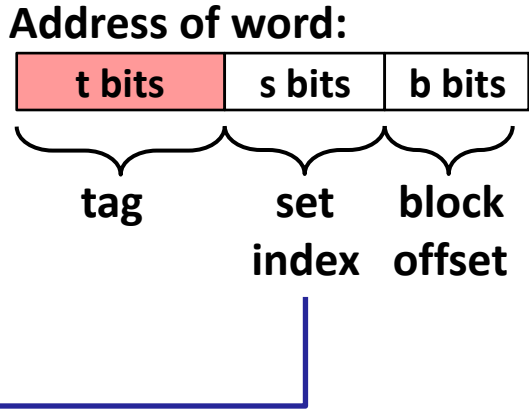 Address of word:
t bits s bits b bits
tag set block
index offset